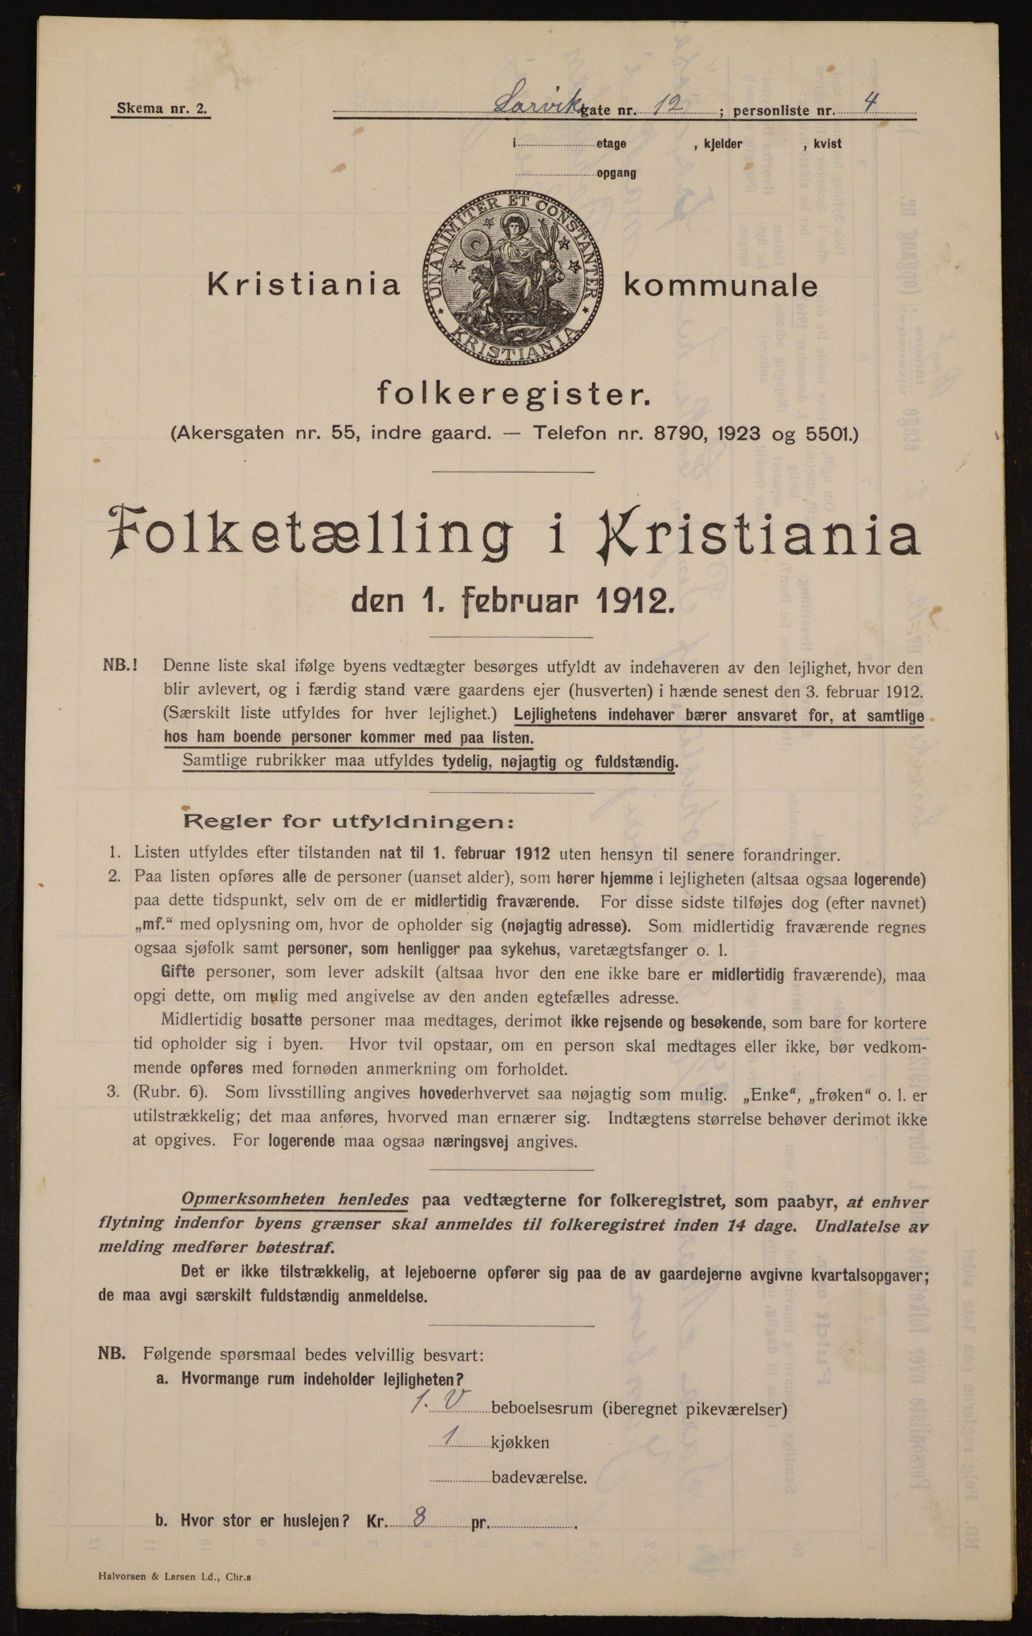 Skema nr. 2.
Larviksgate nr. 12 ; personliste nr. 4
i etage , kjelder , kvist
opgang
UNANIMITER ET CONSTANTER
KRISTIANIA
Kristiania kommunale
folkeregister.
(Akersgaten nr. 55, indre gaard. — Telefon nr. 8790, 1923 og 5501.)
Folketælling i Kristiania
den 1. februar 1912.
NB.! Denne liste skal ifølge byens vedtægter besørges utfyldt av indehaveren av den lejlighet, hvor den
blir avlevert, og i færdig stand være gaardens ejer (husverten) i hænde senest den 3. februar 1912.
(Særskilt liste utfyldes for hver lejlighet.) Lejlighetens indehaver bærer ansvaret for, at samtlige
hos ham boende personer kommer med paa listen.
Samtlige rubrikker maa utfyldes tydelig, nøjagtig og fuldstændig.
Regler for utfyldningen:
1. Listen utfyldes efter tilstanden nat til 1. februar 1912 uten hensyn til senere forandringer.
2. Paa listen opføres alle de personer (uanset alder), som hører hjemme i lejligheten (altsaa ogsaa logerende)
paa dette tidspunkt, selv om de er midlertidig fraværende. For disse sidste tilføjes dog (efter navnet)
„mf." med oplysning om, hvor de opholder sig (nøjagtig adresse). Som midlertidig fraværende regnes
ogsaa sjøfolk samt personer, som henligger paa sykehus, varetægtsfanger o. l.
Gifte personer, som lever adskilt (altsaa hvor den ene ikke bare er midlertidig fraværende), maa
opgi dette, om mulig med angivelse av den anden egtefælles adresse.
Midlertidig bosatte personer maa medtages, derimot ikke rejsende og besøkende, som bare for kortere
tid opholder sig i byen. Hvor tvil opstaar, om en person skal medtages eller ikke, bør vedkom-
mende opføres med fornøden anmerkning om forholdet.
3. (Rubr. 6). Som livsstilling angives hovederhvervet saa nøjagtig som mulig. „Enke", „frøken" o. l. er
utilstrækkelig; det maa anføres, hvorved man ernærer sig. Indtægtens størrelse behøver derimot ikke
at opgives. For logerende maa ogsaa næringsvej angives.
Opmerksomheten henledes paa vedtægterne for folkeregistret, som paabyr, at enhver
flytning indenfor byens grænser skal anmeldes til folkeregistret inden 14 dage. Undlatelse av
melding medfører bøtestraf.
Det er ikke tilstrækkelig, at lejeboerne opfører sig paa de av gaardejerne avgivne kvartalsopgaver;
de maa avgi særskilt fuldstændig anmeldelse.
NB. Følgende spørsmaal bedes velvillig besvart:
a. Hvormange rum indeholder lejligheten?
1. V beboelsesrum (iberegnet pikeværelser)
1 kjøkken
badeværelse.
b. Hvor stor er huslejen? Kr. 8 pr. .
Halvorsen & Larsen Ld., Chr.a